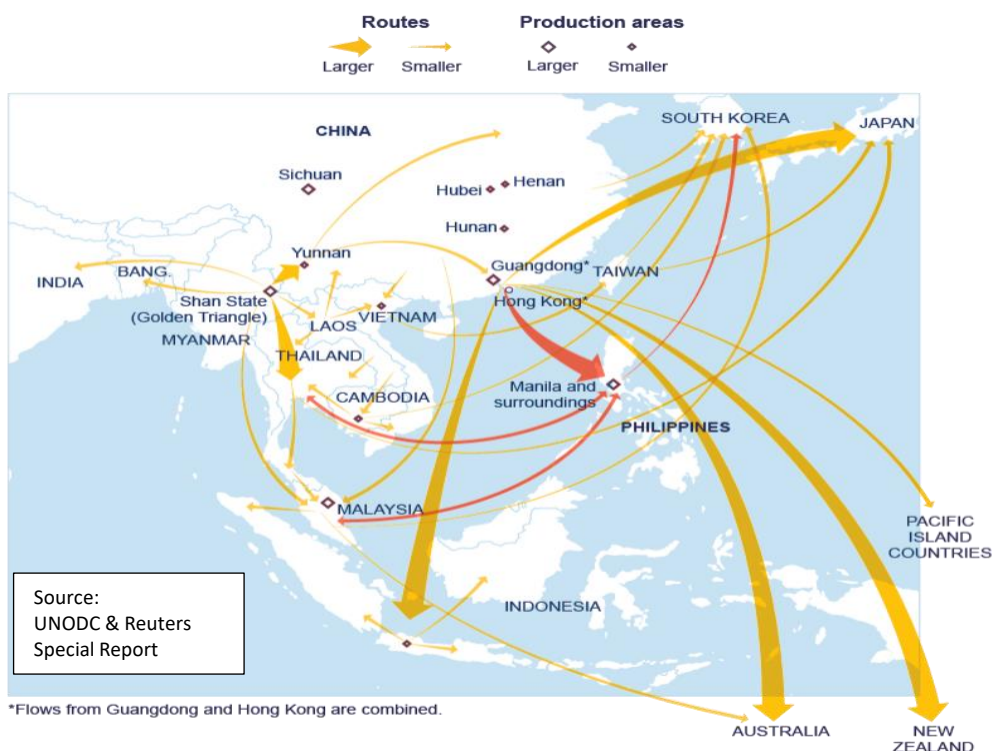 Routes
Production areas
Larger
Smaller
Larger
Smaller
SOUTH KOREA
JAPAN
CHINA
Sichuan
Hubei
Henan
Hunan
Yunnan
Guangdong*
TAIWAN
BANG.
INDIA
Hong Kong*
Shan State
(Golden Triangle)
LAOS
VIETNAM
MYANMAR
THAILAND
CAMBODIA
Manila and
surroundings
PHILIPPINES
MALAYSIA
PACIFIC
ISLAND
COUNTRIES
INDONESIA
Source:
UNODC & Reuters
Special Report
*Flows from Guangdong and Hong Kong are combined.
AUSTRALIA
NEW
ZEALAND